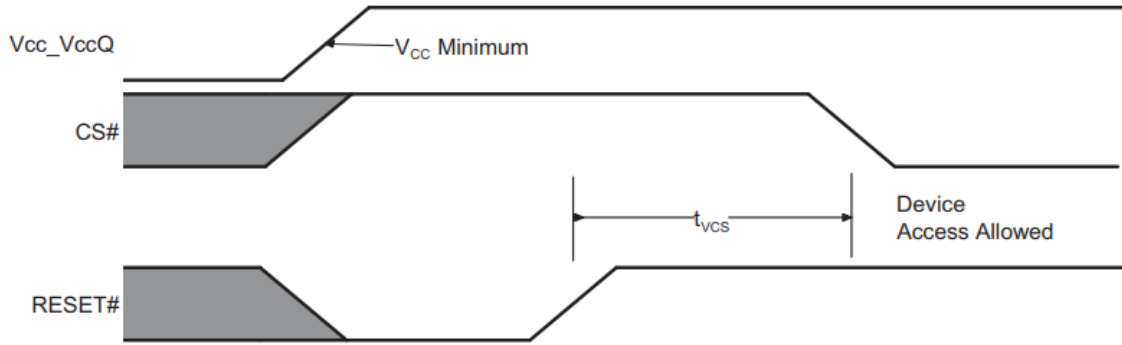 Vcc_VccQ
VCC Minimum
CS#
tVCS
Device
Access Allowed
RESET#